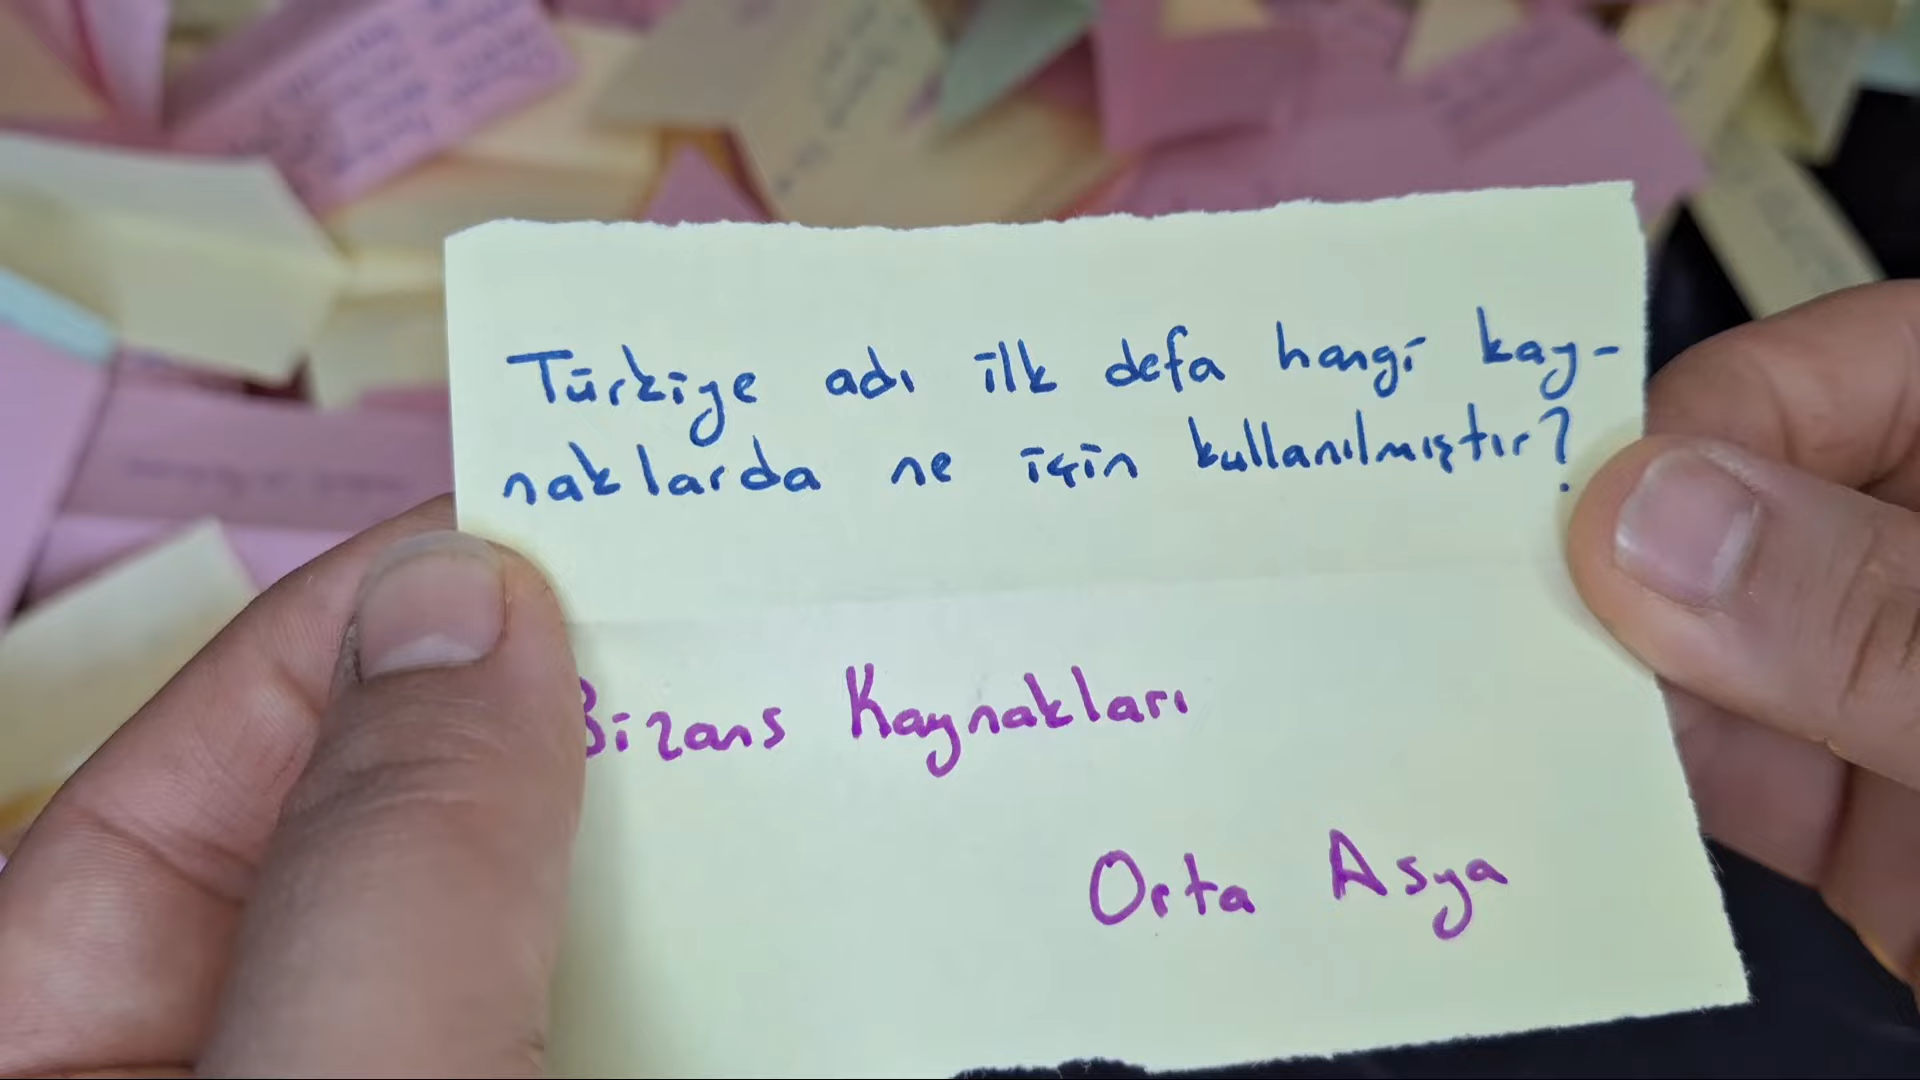 Türkiye adı ilk defa hangi kay-
naklarda ne için kullanılmıştır?
Bizans Kaynakları
Orta Asya